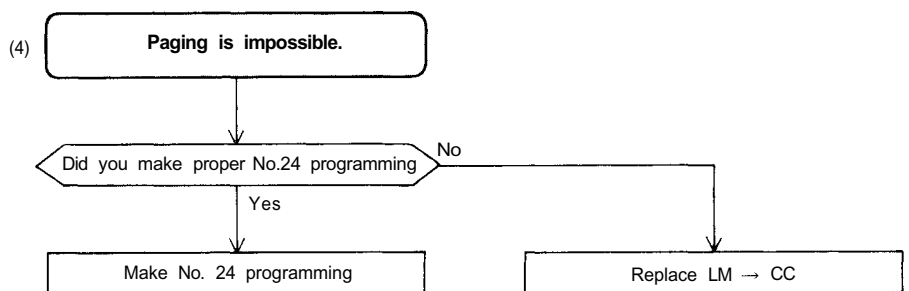 (4) Paging is impossible.
Did you make proper No.24 programming
No
Yes
Make No. 24 programming
Replace LM → CC